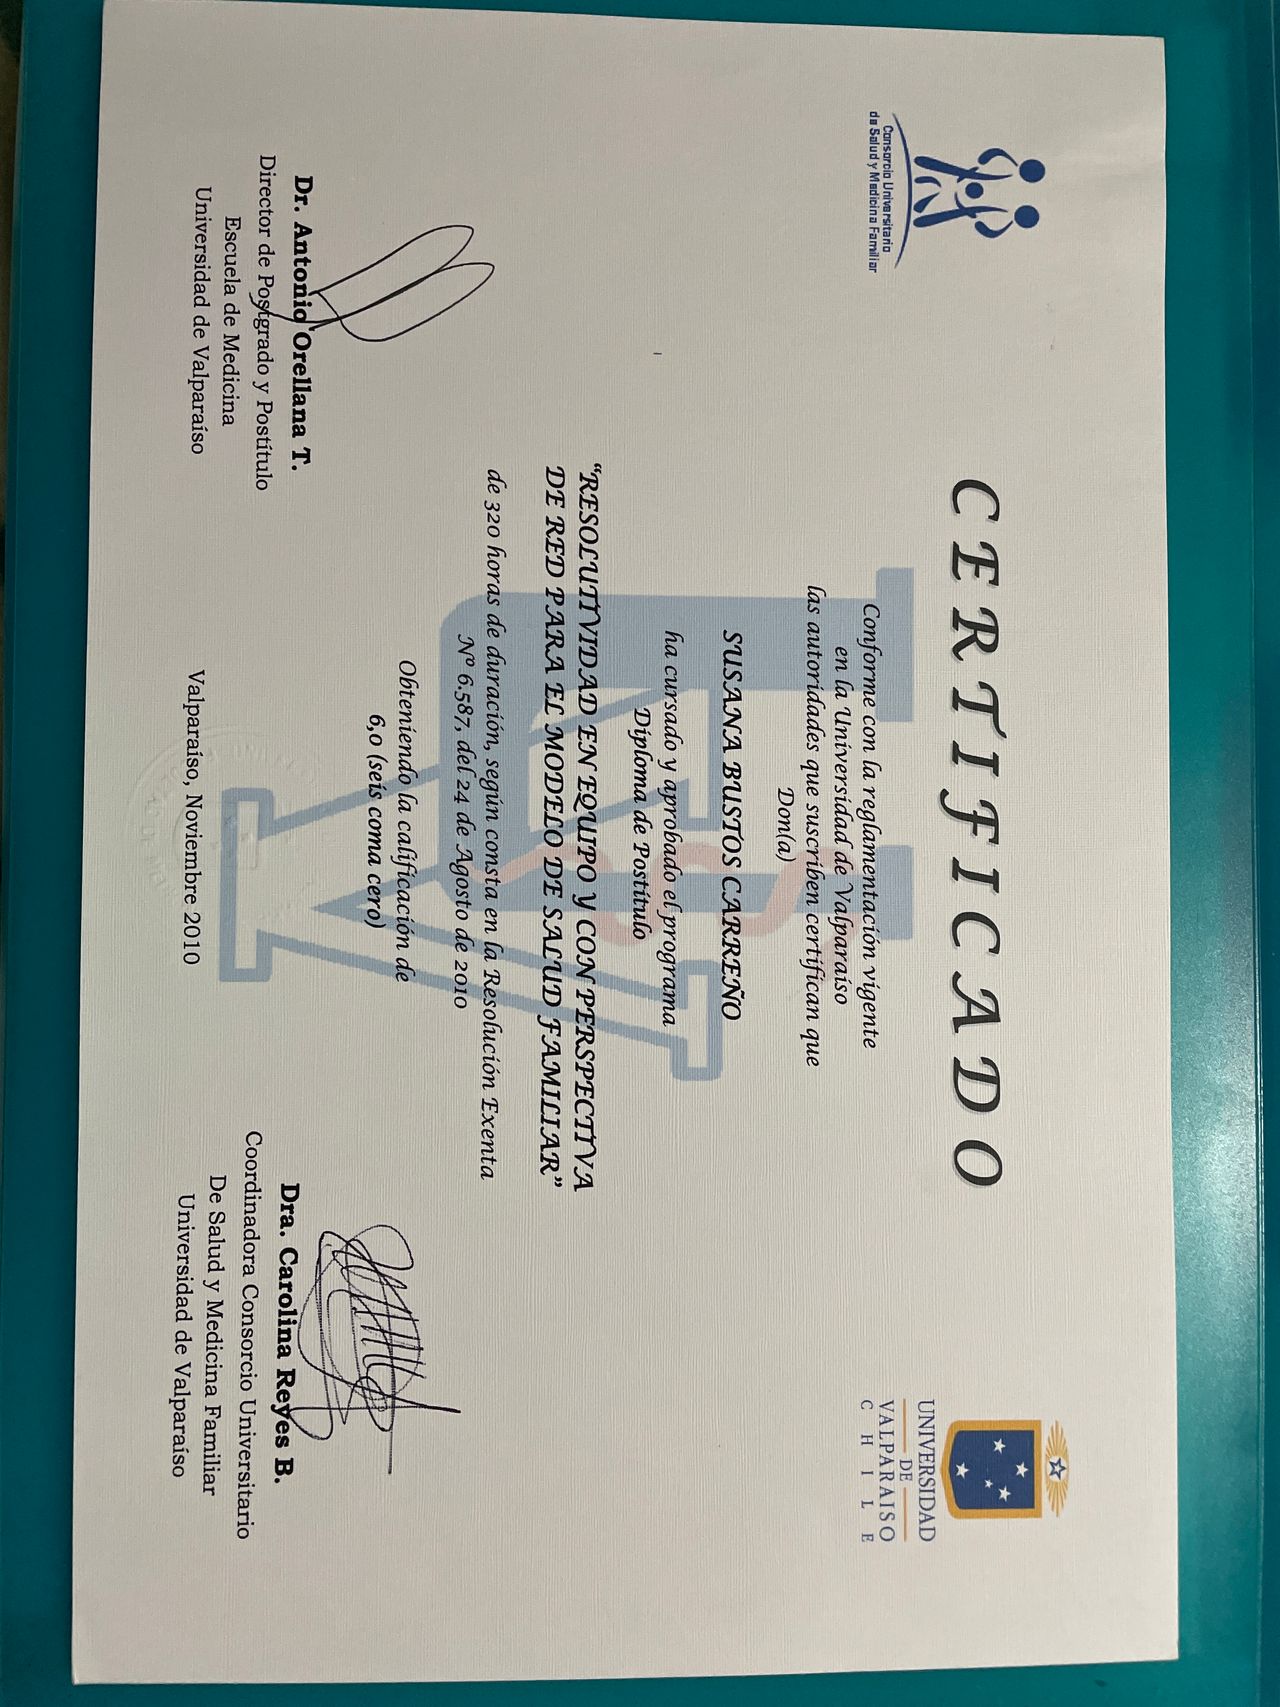 Consorcio Universitario
de Salud y Medicina Familiar
UNIVERSIDAD
DE
VALPARAISO
CHILE
CERTIFICADO
Conforme con la reglamentación vigente
en la Universidad de Valparaíso
las autoridades que suscriben certifican que
Don(a)
SUSANA BUSTOS CARREÑO
ha cursado y aprobado el programa
Diploma de Postítulo
"RESOLUTIVIDAD EN EQUIPO Y CON PERSPECTIVA
DE RED PARA EL MODELO DE SALUD FAMILIAR"
de 320 horas de duración, según consta en la Resolución Exenta
Nº 6.587, del 24 de Agosto de 2010
Obteniendo la calificación de
6,0 (seis coma cero)
Dr. Antonio Orellana T.
Director de Postgrado y Postítulo
Escuela de Medicina
Universidad de Valparaíso
Dra. Carolina Reyes B.
Coordinadora Consorcio Universitario
De Salud y Medicina Familiar
Universidad de Valparaíso
Valparaíso, Noviembre 2010